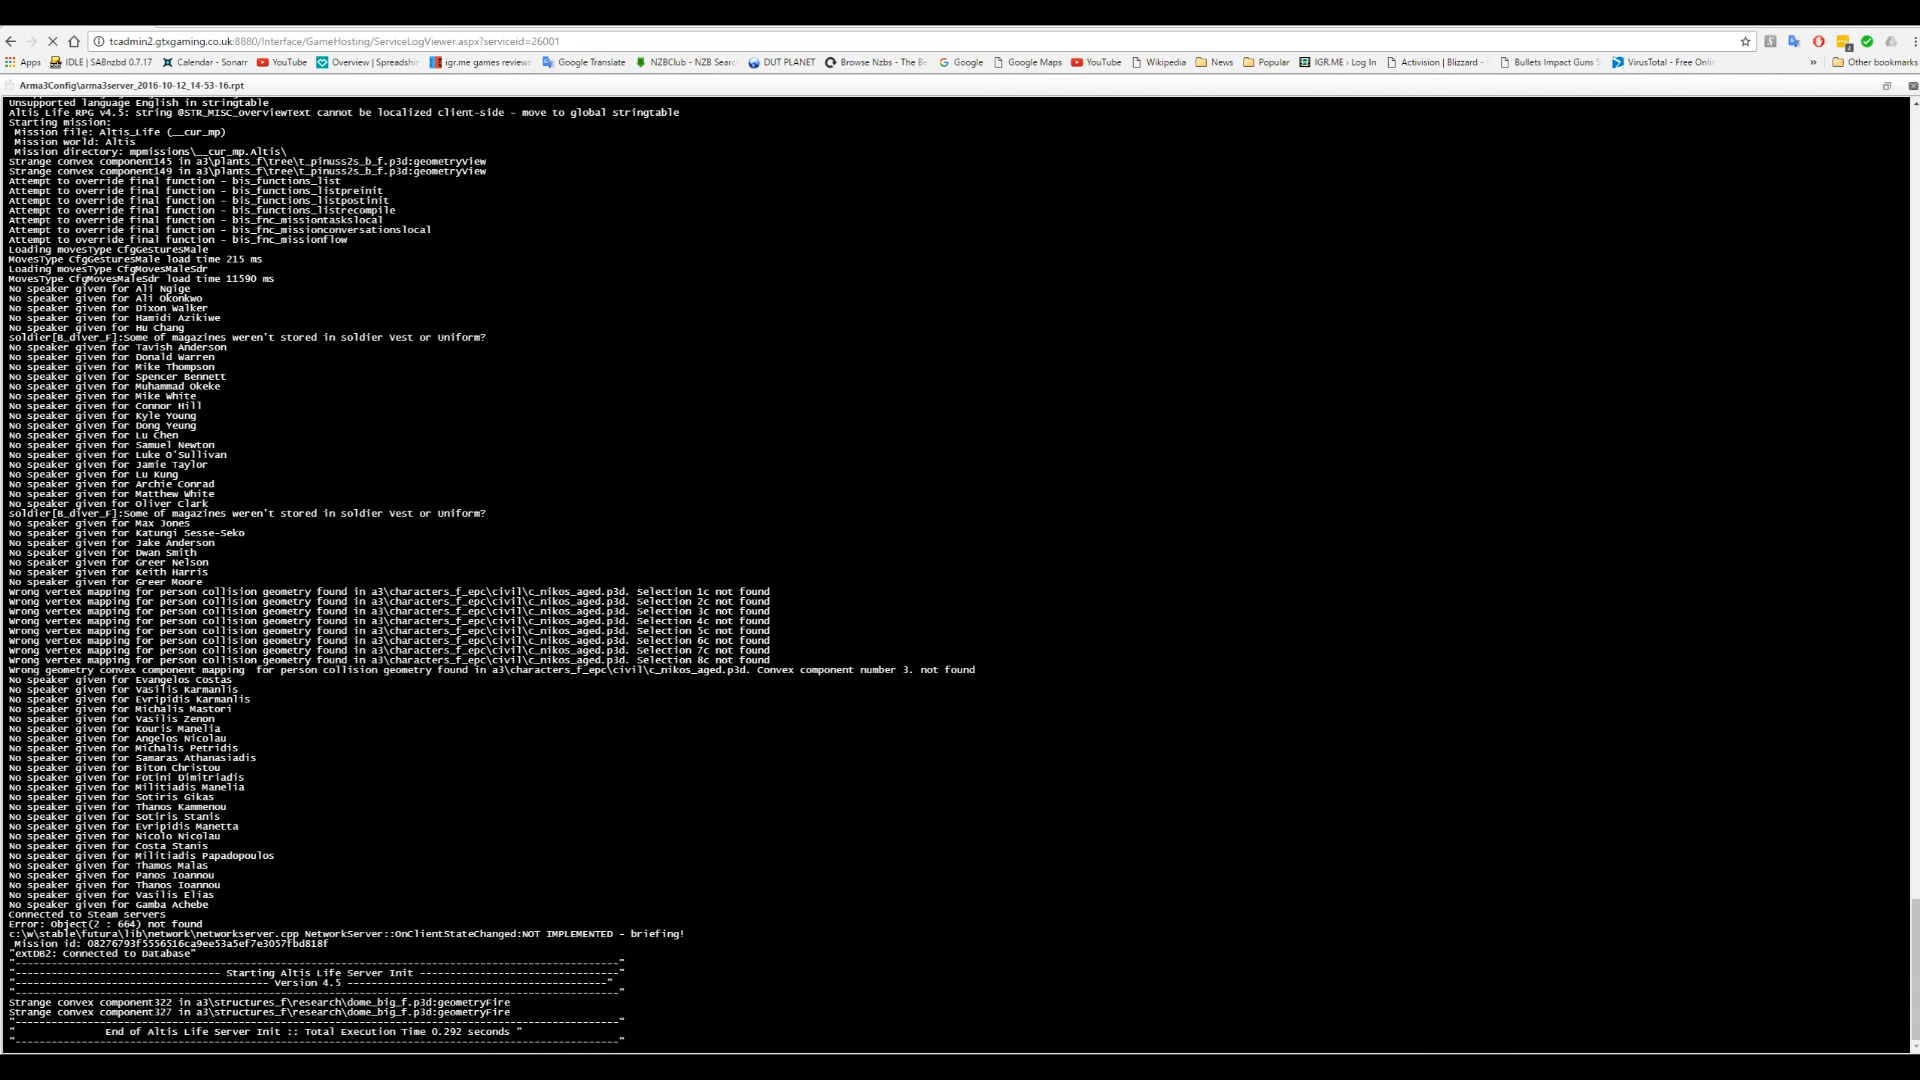 tcadmin2.gtxgaming.co.uk:8880/Interface/GameHosting/ServiceLogViewer.aspx?serviceid=26001
Apps IDLE | SABnzbd 0.7.17 Calendar - Sonarr YouTube Overview | Spreadsh igr.me games reviews Google Translate NZBClub - NZB Sear DUT PLANET Browse Nzbs - The Be Google Google Maps YouTube Wikipedia News Popular IGR.ME › Log In Activision | Blizzard - Bullets Impact Guns S VirusTotal - Free Onli » Other bookmarks
Arma3Config\arma3server_2016-10-12_14-53-16.rpt
Unsupported language English in stringtable
Altis Life RPG v4.5: string @STR_MISC_overviewText cannot be localized client-side - move to global stringtable
Starting mission:
Mission file: Altis_Life (__cur_mp)
Mission world: Altis
Mission directory: mpmissions\__cur_mp.Altis\
Strange convex component145 in a3\plants_f\tree\t_pinuss2s_b_f.p3d:geometryView
Strange convex component149 in a3\plants_f\tree\t_pinuss2s_b_f.p3d:geometryView
Attempt to override final function - bis_functions_list
Attempt to override final function - bis_functions_listpreinit
Attempt to override final function - bis_functions_listpostinit
Attempt to override final function - bis_functions_listrecompile
Attempt to override final function - bis_fnc_missiontaskslocal
Attempt to override final function - bis_fnc_missionconversationslocal
Attempt to override final function - bis_fnc_missionflow
Loading movesType CfgGesturesMale
MovesType CfgGesturesMale load time 215 ms
Loading movesType CfgMovesMaleSdr
MovesType CfgMovesMaleSdr load time 11590 ms
No speaker given for Ali Ngige
No speaker given for Ali Okonkwo
No speaker given for Dixon Walker
No speaker given for Hamidi Azikiwe
No speaker given for Hu Chang
soldier[B_diver_F]:Some of magazines weren't stored in soldier Vest or Uniform?
No speaker given for Tavish Anderson
No speaker given for Donald Warren
No speaker given for Mike Thompson
No speaker given for Spencer Bennett
No speaker given for Muhammad Okeke
No speaker given for Mike White
No speaker given for Connor Hill
No speaker given for Kyle Young
No speaker given for Dong Yeung
No speaker given for Lu Chen
No speaker given for Samuel Newton
No speaker given for Luke O'Sullivan
No speaker given for Jamie Taylor
No speaker given for Lu Kung
No speaker given for Archie Conrad
No speaker given for Matthew White
No speaker given for Oliver Clark
soldier[B_diver_F]:Some of magazines weren't stored in soldier Vest or Uniform?
No speaker given for Max Jones
No speaker given for Katungi Sesse-Seko
No speaker given for Jake Anderson
No speaker given for Dwan Smith
No speaker given for Greer Nelson
No speaker given for Keith Harris
No speaker given for Greer Moore
Wrong vertex mapping for person collision geometry found in a3\characters_f_epc\civil\c_nikos_aged.p3d. Selection 1c not found
Wrong vertex mapping for person collision geometry found in a3\characters_f_epc\civil\c_nikos_aged.p3d. Selection 2c not found
Wrong vertex mapping for person collision geometry found in a3\characters_f_epc\civil\c_nikos_aged.p3d. Selection 3c not found
Wrong vertex mapping for person collision geometry found in a3\characters_f_epc\civil\c_nikos_aged.p3d. Selection 4c not found
Wrong vertex mapping for person collision geometry found in a3\characters_f_epc\civil\c_nikos_aged.p3d. Selection 5c not found
Wrong vertex mapping for person collision geometry found in a3\characters_f_epc\civil\c_nikos_aged.p3d. Selection 6c not found
Wrong vertex mapping for person collision geometry found in a3\characters_f_epc\civil\c_nikos_aged.p3d. Selection 7c not found
Wrong vertex mapping for person collision geometry found in a3\characters_f_epc\civil\c_nikos_aged.p3d. Selection 8c not found
Wrong geometry convex component mapping  for person collision geometry found in a3\characters_f_epc\civil\c_nikos_aged.p3d. Convex component number 3. not found
No speaker given for Evangelos Costas
No speaker given for Vasilis Karmanlis
No speaker given for Evripidis Karmanlis
No speaker given for Michalis Mastori
No speaker given for Vasilis Zenon
No speaker given for Kouris Manelia
No speaker given for Angelos Nicolau
No speaker given for Michalis Petridis
No speaker given for Samaras Athanasiadis
No speaker given for Biton Christou
No speaker given for Fotini Dimitriadis
No speaker given for Militiadis Manelia
No speaker given for Sotiris Gikas
No speaker given for Thanos Kammenou
No speaker given for Sotiris Stanis
No speaker given for Evripidis Manetta
No speaker given for Nicolo Nicolau
No speaker given for Costa Stanis
No speaker given for Militiadis Papadopoulos
No speaker given for Thamos Malas
No speaker given for Panos Ioannou
No speaker given for Thanos Ioannou
No speaker given for Vasilis Elias
No speaker given for Gamba Achebe
Connected to Steam servers
Error: Object(2 : 664) not found
c:\w\stable\futura\lib\network\networkserver.cpp NetworkServer::OnClientStateChanged:NOT IMPLEMENTED - briefing!
Mission id: 08276793f5556516ca9ee53a5ef7e3057fbd818f
"extDB2: Connected to Database"
"----------------------------------------------------------------------------------------------------"
"---------------------------------- Starting Altis Life Server Init ---------------------------------"
"------------------------------------------ Version 4.5 -------------------------------------------"
"----------------------------------------------------------------------------------------------------"
Strange convex component322 in a3\structures_f\research\dome_big_f.p3d:geometryFire
Strange convex component327 in a3\structures_f\research\dome_big_f.p3d:geometryFire
"----------------------------------------------------------------------------------------------------"
" End of Altis Life Server Init :: Total Execution Time 0.292 seconds "
"----------------------------------------------------------------------------------------------------"